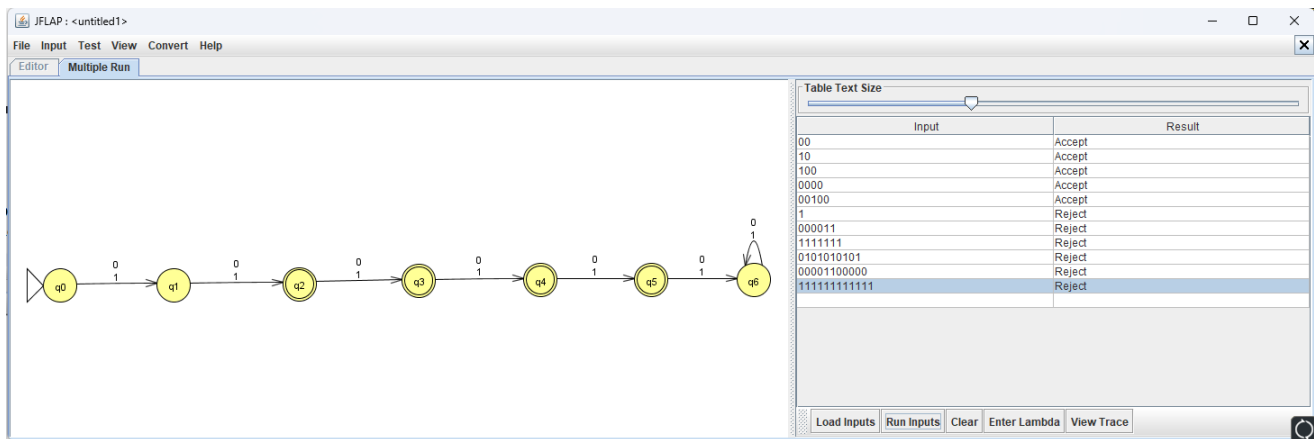 JFLAP : <untitled1>
File Input Test View Convert Help
Editor Multiple Run
Table Text Size
Input Result
00 Accept
10 Accept
100 Accept
0000 Accept
00100 Accept
1 Reject
000011 Reject
1111111 Reject
0101010101 Reject
00001100000 Reject
111111111111 Reject
0 0 0 0 0 0 0
1 1 1 1 1 1 1
q0 q1 q2 q3 q4 q5 q6
Load Inputs Run Inputs Clear Enter Lambda View Trace